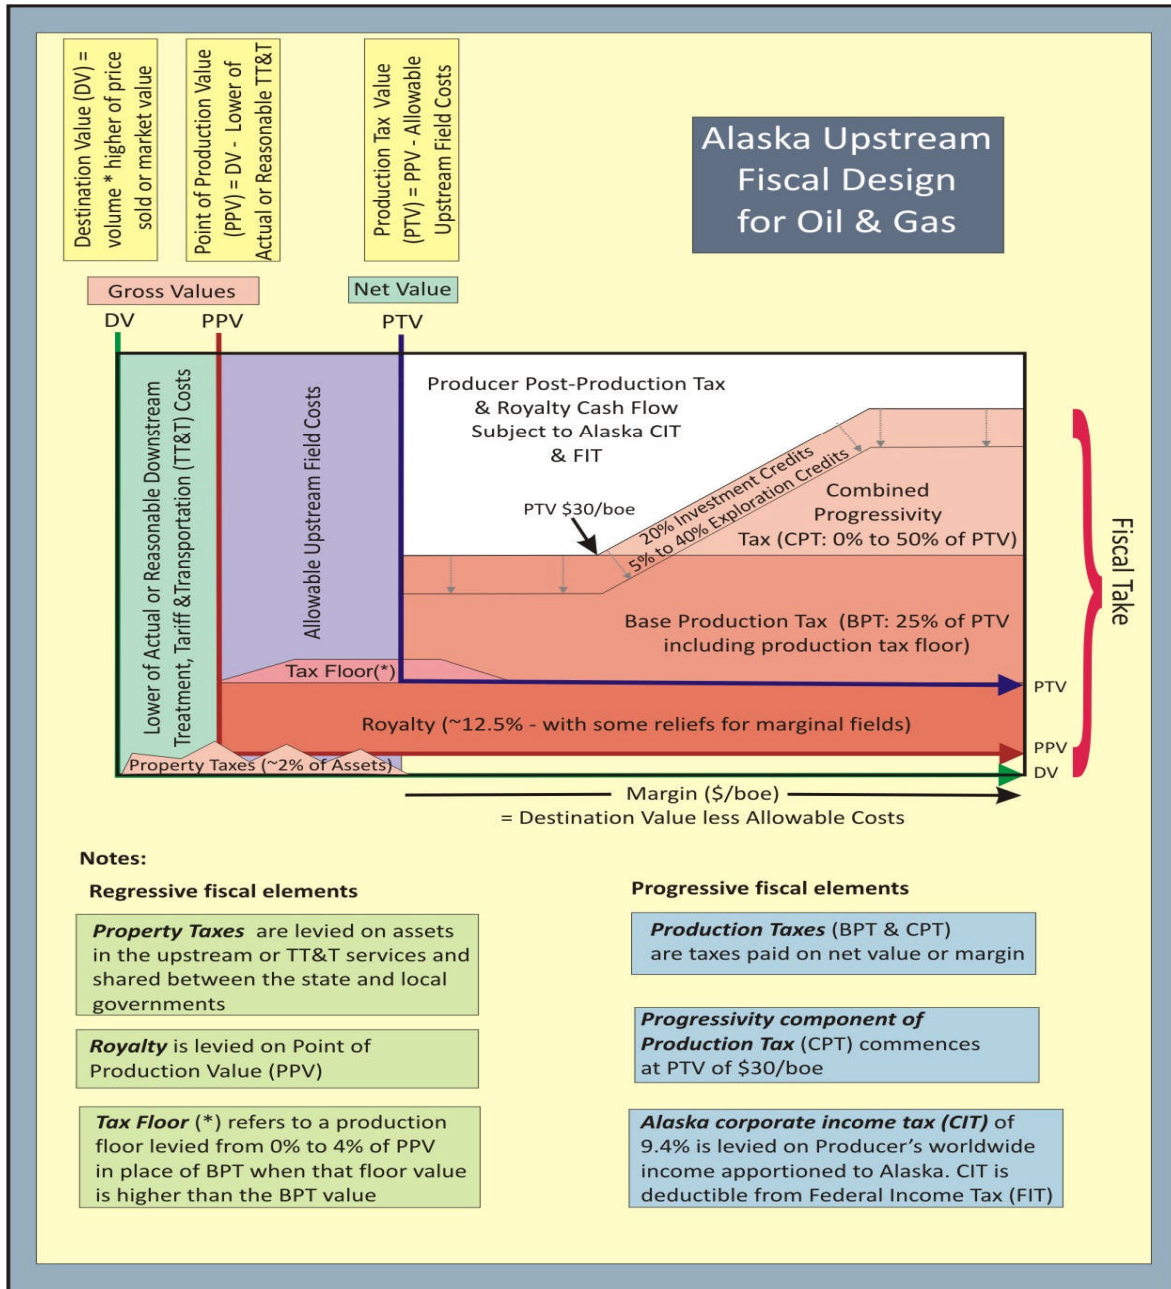 Destination Value (DV) =
volume * higher of price
sold or market value
Point of Production Value
(PPV) = DV - Lower of
Actual or Reasonable TT&T
Production Tax Value
(PTV) = PPV - Allowable
Upstream Field Costs
Alaska Upstream
Fiscal Design
for Oil & Gas
Gross Values
Net Value
DV
PPV
PTV
Lower of Actual or Reasonable Downstream
Treatment, Tariff &Transportation (TT&T) Costs
Allowable Upstream Field Costs
Producer Post-Production Tax
& Royalty Cash Flow
Subject to Alaska CIT
& FIT
PTV $30/boe
20% Investment Credits
5% to 40% Exploration Credits
Combined
Progressivity
Tax (CPT: 0% to 50% of PTV)
Base Production Tax (BPT: 25% of PTV
including production tax floor)
Tax Floor(*)
PTV
Royalty (~12.5% - with some reliefs for marginal fields)
PPV
Property Taxes (~2% of Assets)
DV
Fiscal Take
Margin ($/boe)
= Destination Value less Allowable Costs
Notes:
Regressive fiscal elements
Property Taxes are levied on assets
in the upstream or TT&T services and
shared between the state and local
governments
Royalty is levied on Point of
Production Value (PPV)
Tax Floor (*) refers to a production
floor levied from 0% to 4% of PPV
in place of BPT when that floor value
is higher than the BPT value
Progressive fiscal elements
Production Taxes (BPT & CPT)
are taxes paid on net value or margin
Progressivity component of
Production Tax (CPT) commences
at PTV of $30/boe
Alaska corporate income tax (CIT) of
9.4% is levied on Producer's worldwide
income apportioned to Alaska. CIT is
deductible from Federal Income Tax (FIT)